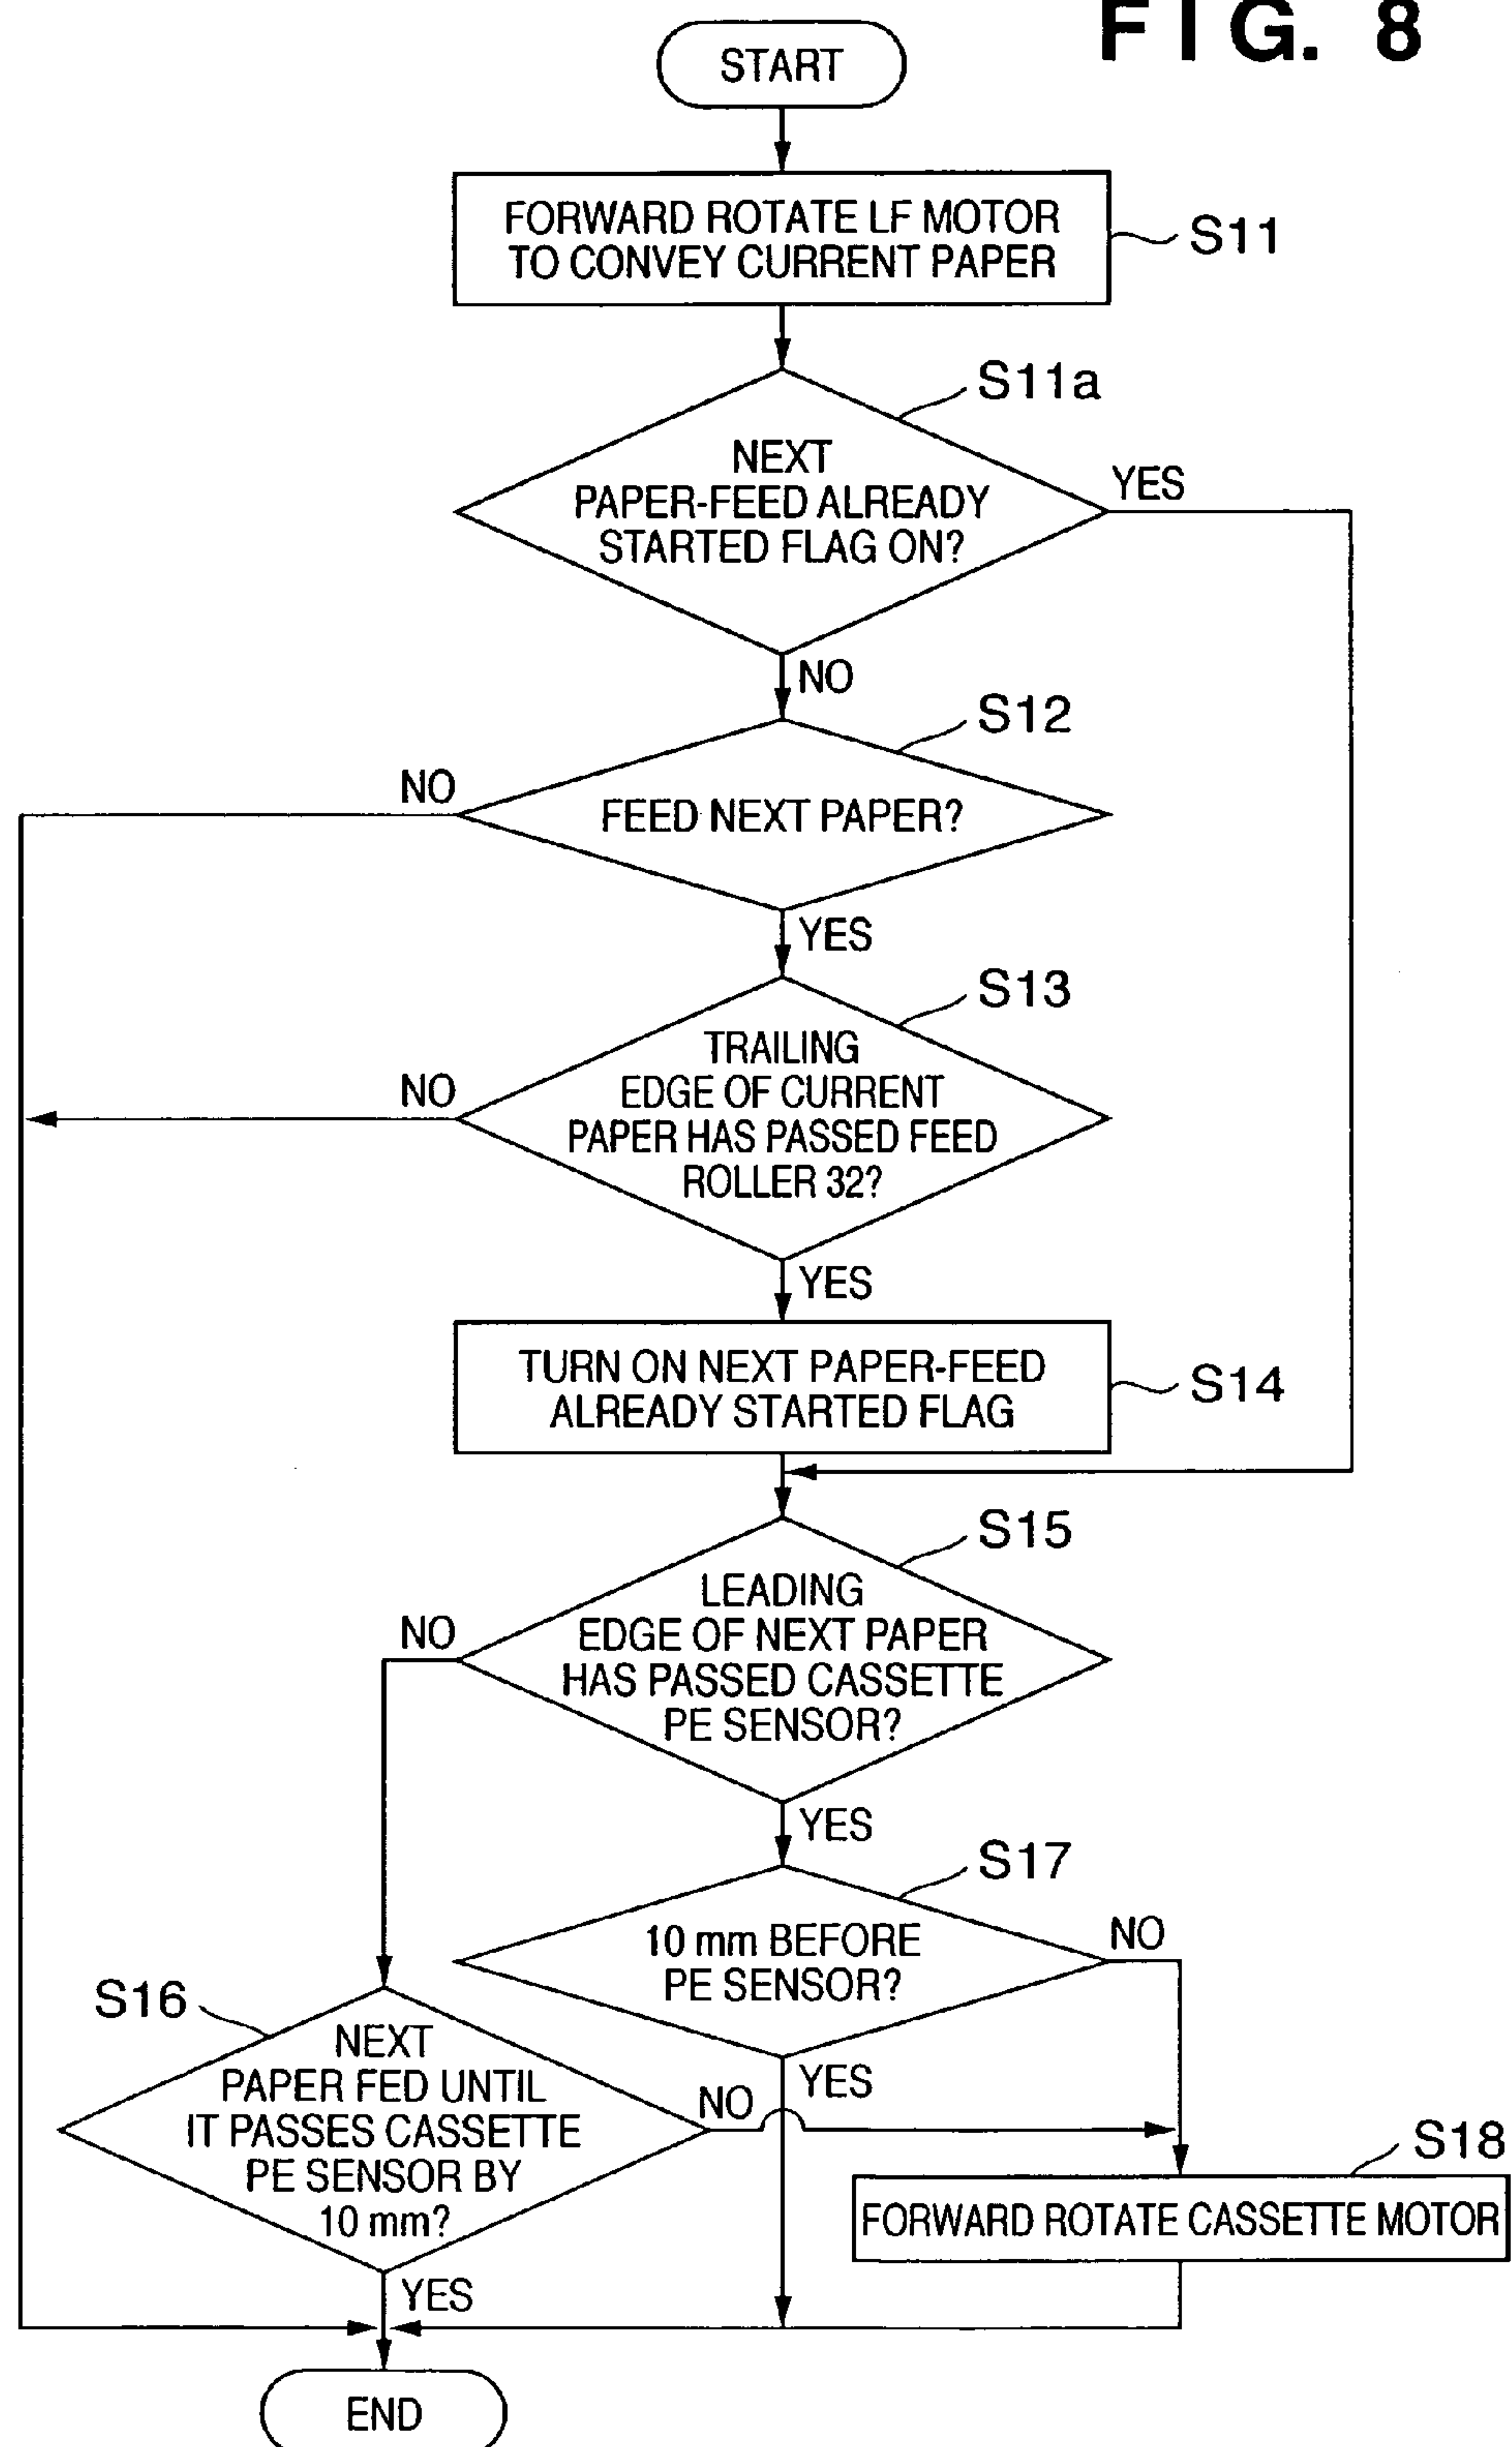 FIG. 8
START
FORWARD ROTATE LF MOTOR
TO CONVEY CURRENT PAPER
S11
S11a
NEXT
PAPER-FEED ALREADY
STARTED FLAG ON?
YES
NO
S12
NO
FEED NEXT PAPER?
YES
S13
TRAILING
EDGE OF CURRENT
PAPER HAS PASSED FEED
ROLLER 32?
NO
YES
TURN ON NEXT PAPER-FEED
ALREADY STARTED FLAG
S14
S15
LEADING
EDGE OF NEXT PAPER
HAS PASSED CASSETTE
PE SENSOR?
NO
YES
S17
10 mm BEFORE
PE SENSOR?
NO
YES
S16
NEXT
PAPER FED UNTIL
IT PASSES CASSETTE
PE SENSOR BY
10 mm?
NO
YES
S18
FORWARD ROTATE CASSETTE MOTOR
END